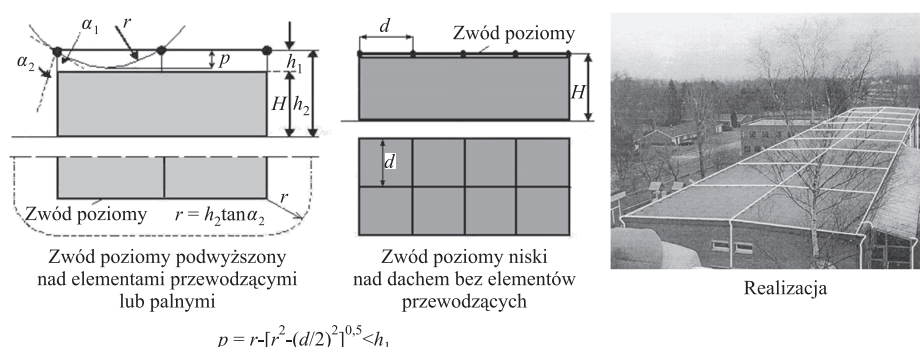 α₁
r
α₂
p
h₁
H
h₂
Zwód poziomy
r = h₂tanα₂
r
Zwód poziomy podwyższony
nad elementami przewodzącymi
lub palnymi
d
Zwód poziomy
H
d
Zwód poziomy niski
nad dachem bez elementów
przewodzących
Realizacja
p = r-[r²-(d/2)²]⁰,⁵<h₁